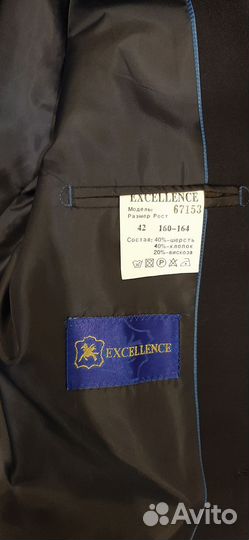 EXCELLENCE
Модель: 67153
Размер Рост
42 160-164
Состав: 40%-шерсть
40%-хлопок
20%-вискоза
EXCELLENCE
Avito